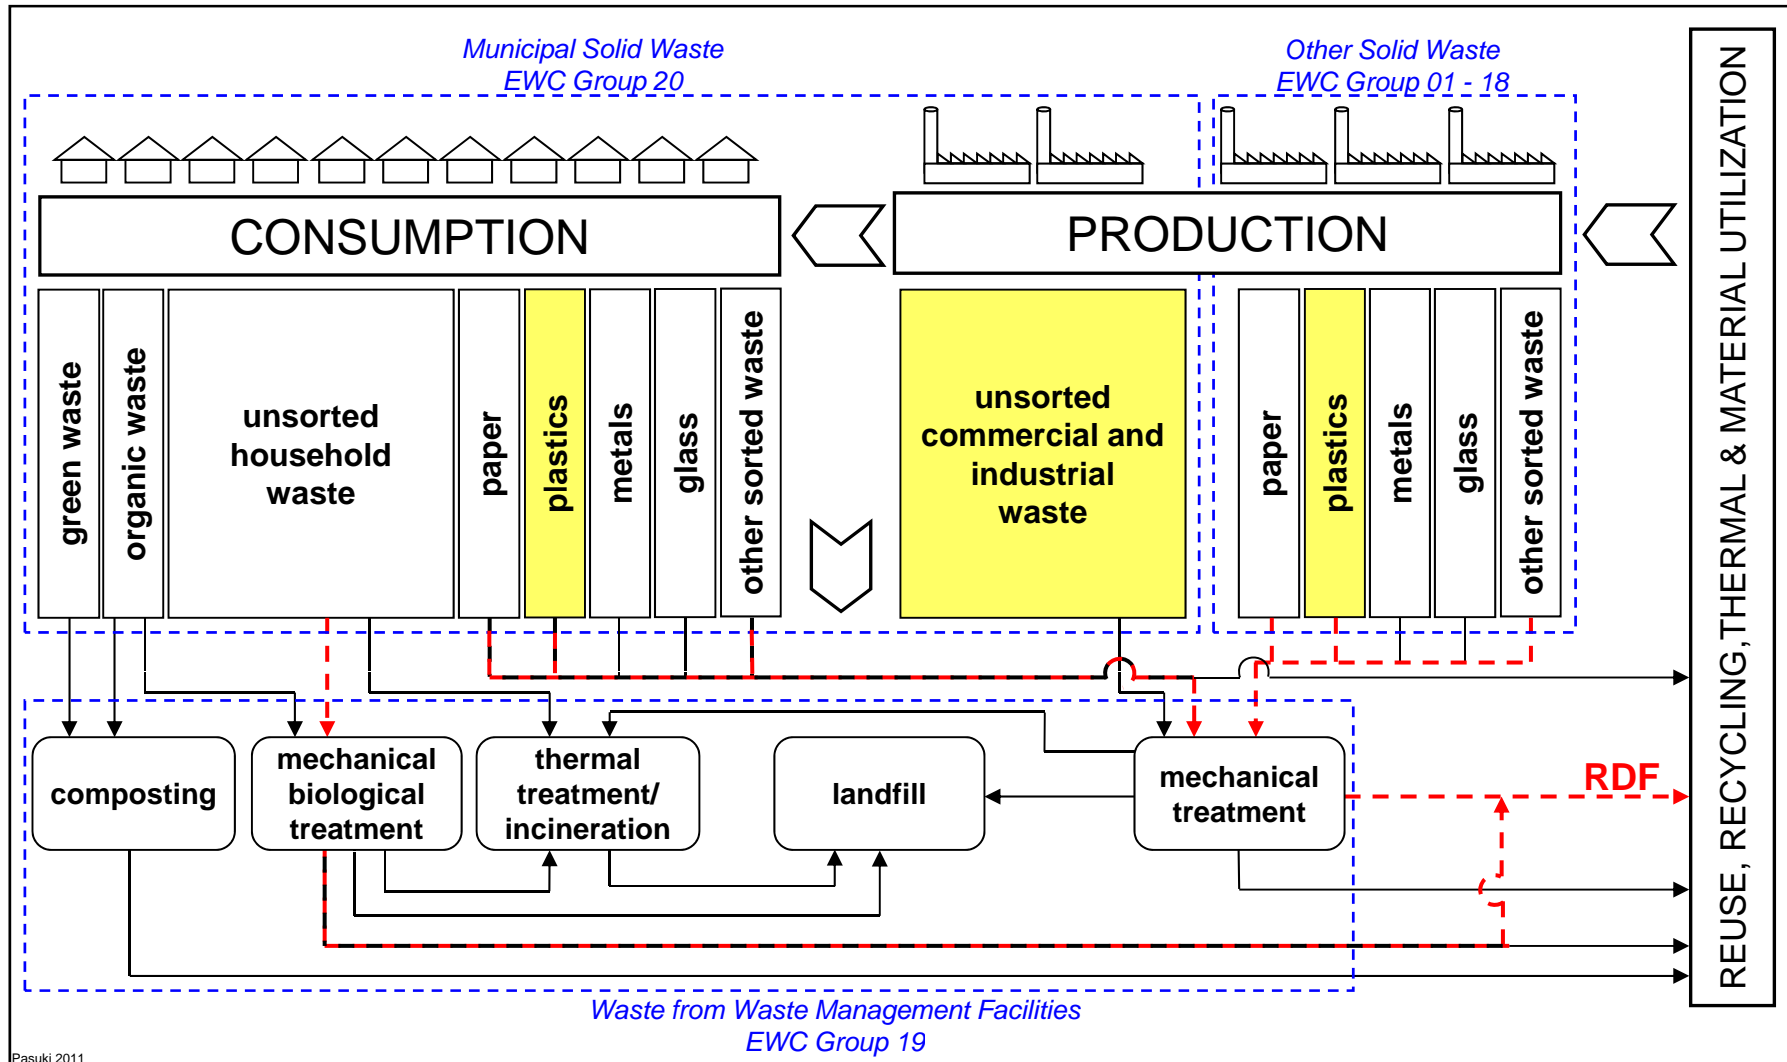 Municipal Solid Waste
EWC Group 20
Other Solid Waste
EWC Group 01 - 18
CONSUMPTION
PRODUCTION
green waste
organic waste
unsorted
household
waste
paper
plastics
metals
glass
other sorted waste
unsorted
commercial and
industrial
waste
paper
plastics
metals
glass
other sorted waste
REUSE, RECYCLING,THERMAL & MATERIAL UTILIZATION
composting
mechanical
biological
treatment
thermal
treatment/
incineration
landfill
mechanical
treatment
RDF
Waste from Waste Management Facilities
EWC Group 19
Pasuki 2011